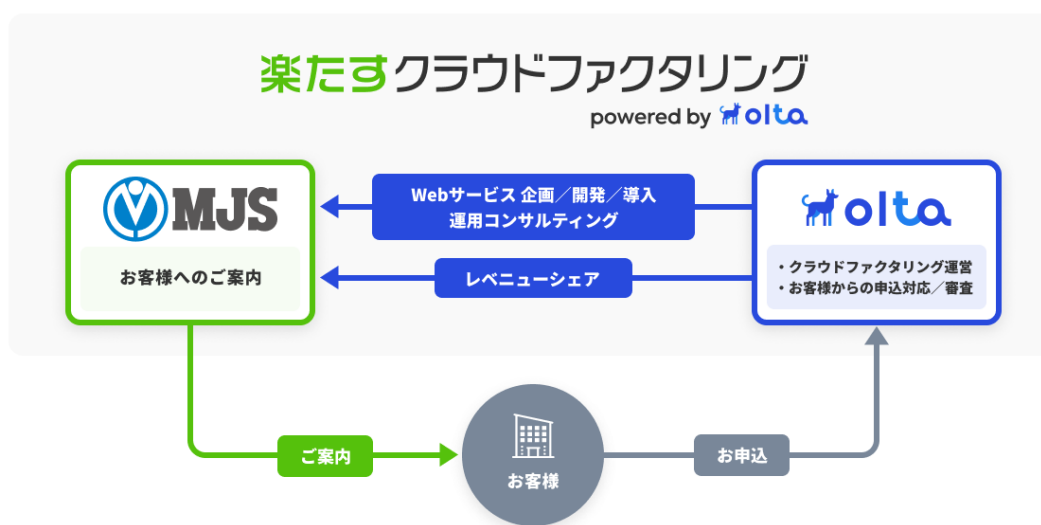 楽たすクラウドファクタリング
powered by olta
MJS
お客様へのご案内
Webサービス 企画／開発／導入
運用コンサルティング
レベニューシェア
olta
・クラウドファクタリング運営
・お客様からの申込対応／審査
ご案内
お客様
お申込